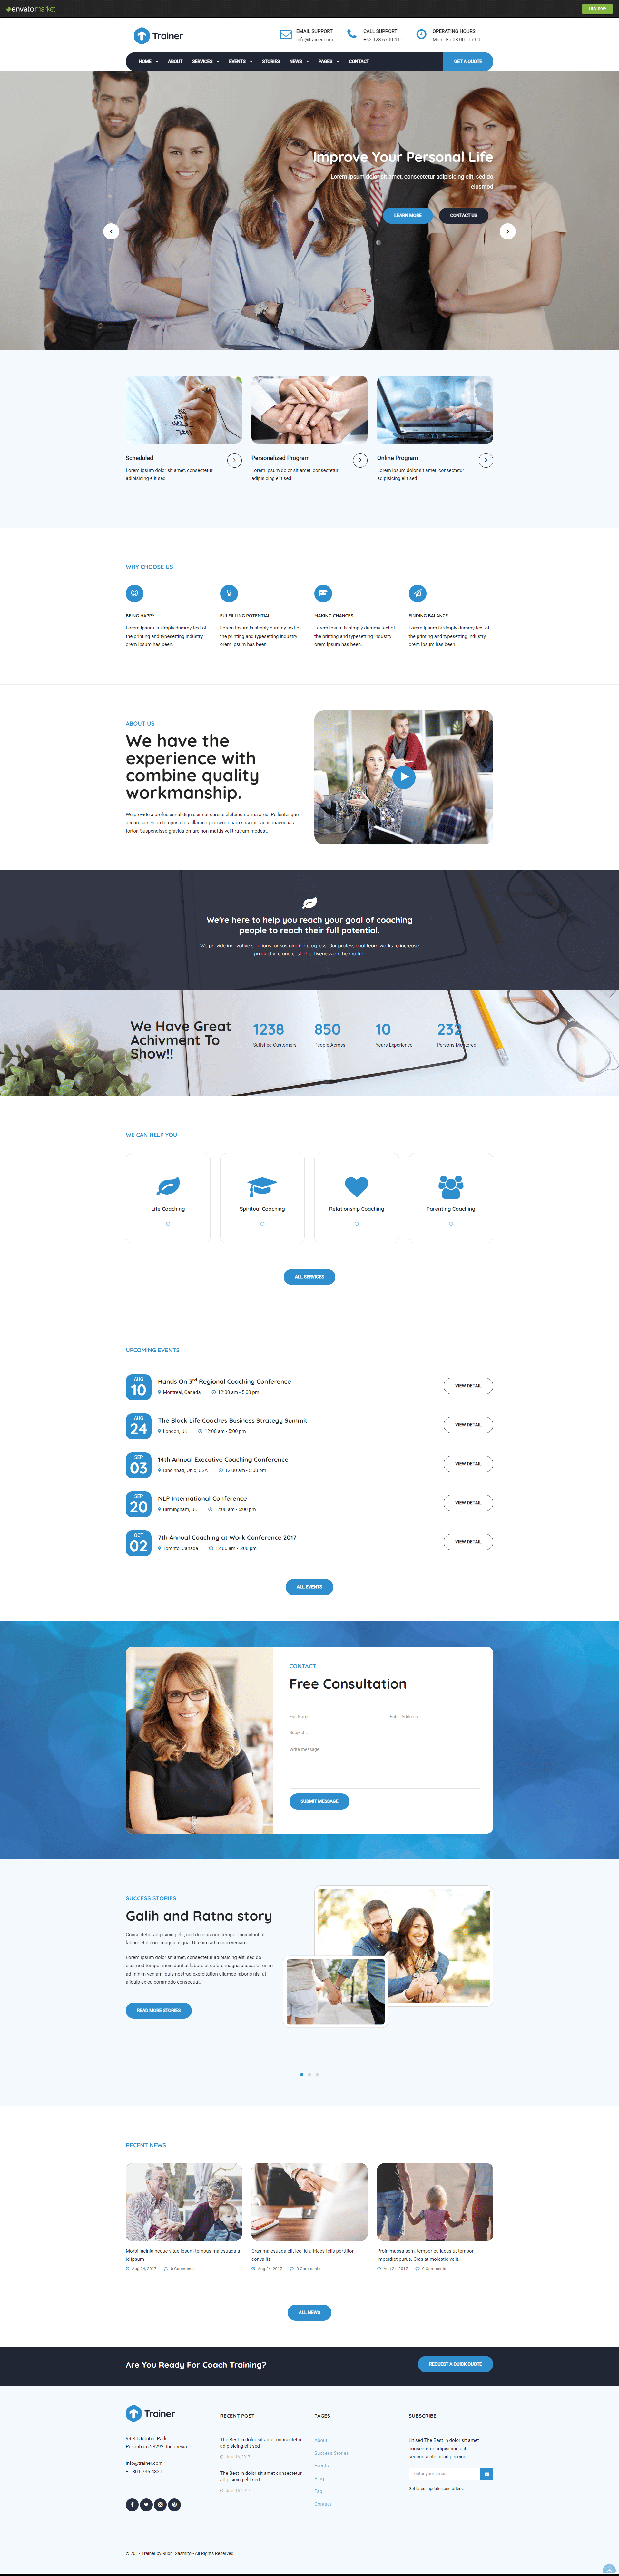 envatomarket
Buy now
Trainer
EMAIL SUPPORT
info@trainer.com
CALL SUPPORT
+62 123 6700 411
OPERATING HOURS
Mon - Fri 08:00 - 17:00
HOME
ABOUT
SERVICES
EVENTS
STORIES
NEWS
PAGES
CONTACT
GET A QUOTE
Improve Your Personal Life
Lorem ipsum dolor sit amet, consectetur adipisicing elit, sed do
eiusmod
LEARN MORE
CONTACT US
Scheduled
Lorem ipsum dolor sit amet, consectetur
adipisicing elit sed
Personalized Program
Lorem ipsum dolor sit amet, consectetur
adipisicing elit sed
Online Program
Lorem ipsum dolor sit amet, consectetur
adipisicing elit sed
WHY CHOOSE US
BEING HAPPY
Lorem Ipsum is simply dummy text of
the printing and typesetting industry
orem Ipsum has been.
FULFILLING POTENTIAL
Lorem Ipsum is simply dummy text of
the printing and typesetting industry
orem Ipsum has been.
MAKING CHANCES
Lorem Ipsum is simply dummy text of
the printing and typesetting industry
orem Ipsum has been.
FINDING BALANCE
Lorem Ipsum is simply dummy text of
the printing and typesetting industry
orem Ipsum has been.
ABOUT US
We have the
experience with
combine quality
workmanship.
We provide a professional dignissim at cursus elefend norma arcu. Pellentesque
accumsan est in tempus etos ullamcorper sem quam suscipit lacus maecenas
tortor. Suspendisse gravida ornare non mattis velit rutrum modest.
We're here to help you reach your goal of coaching
people to reach their full potential.
We provide innovative solutions for sustainable progress. Our professional team works to increase
productivity and cost effectiveness on the market
We Have Great
Achivment To
Show!!
1238
Satisfied Customers
850
People Across
10
Years Experience
232
Persons Mentored
WE CAN HELP YOU
Life Coaching
Spiritual Coaching
Relationship Coaching
Parenting Coaching
ALL SERVICES
UPCOMING EVENTS
AUG
10
Hands On 3rd Regional Coaching Conference
Montreal, Canada
12:00 am - 5:00 pm
VIEW DETAIL
AUG
24
The Black Life Coaches Business Strategy Summit
London, UK
12:00 am - 5:00 pm
VIEW DETAIL
SEP
03
14th Annual Executive Coaching Conference
Cincinnati, Ohio, USA
12:00 am - 5:00 pm
VIEW DETAIL
SEP
20
NLP International Conference
Birmingham, UK
12:00 am - 5:00 pm
VIEW DETAIL
OCT
02
7th Annual Coaching at Work Conference 2017
Toronto, Canada
12:00 am - 5:00 pm
VIEW DETAIL
ALL EVENTS
CONTACT
Free Consultation
Full Name...
Enter Address...
Subject...
Write message
SUBMIT MESSAGE
SUCCESS STORIES
Galih and Ratna story
Consectetur adipisicing elit, sed do eiusmod tempor incididunt ut
labore et dolore magna aliqua. Ut enim ad minim veniam.
Lorem ipsum dolor sit amet, consectetur adipisicing elit, sed do
eiusmod tempor incididunt ut labore et dolore magna aliqua. Ut enim
ad minim veniam, quis nostrud exercitation ullamco laboris nisi ut
aliquip ex ea commodo consequat.
READ MORE STORIES
RECENT NEWS
Morbi lacinia neque vitae ipsum tempus malesuada a
id ipsum
Aug 24, 2017
0 Comments
Cras malesuada elit leo, id ultrices felis porttitor
convallis.
Aug 24, 2017
0 Comments
Proin massa sem, tempor eu lacus ut tempor
imperdiet purus. Cras at molestie velit.
Aug 24, 2017
0 Comments
ALL NEWS
Are You Ready For Coach Training?
REQUEST A QUICK QUOTE
Trainer
99 S.t Jomblo Park
Pekanbaru 28292. Indonesia
info@trainer.com
+1 301-736-4321
RECENT POST
The Best in dolor sit amet consectetur
adipisicing elit sed
June 16, 2017
The Best in dolor sit amet consectetur
adipisicing elit sed
June 16, 2017
PAGES
About
Success Stories
Events
Blog
Faq
Contact
SUBSCRIBE
Lit sed The Best in dolor sit amet
consectetur adipisicing elit
sedconsectetur adipisicing.
enter your email
Get latest updates and offers.
© 2017 Trainer by Rudhi Sasmito - All Rights Reserved